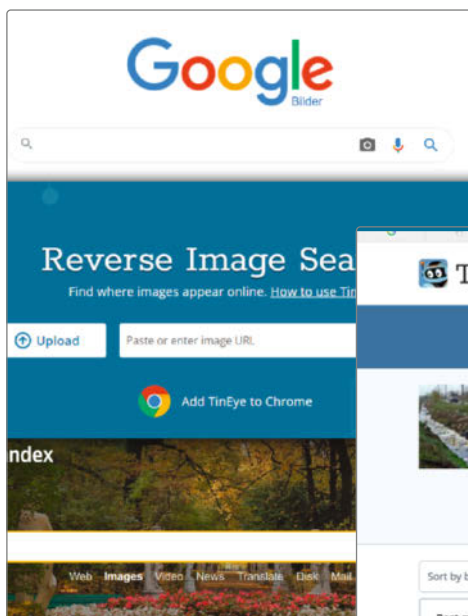 Google
Bilder
Reverse Image Sea
Find where images appear online. How to use Tin
Upload
Paste or enter image URL
Add TinEye to Chrome
T
ndex
Web Images Video News Translate Disk Mail
Sort by b